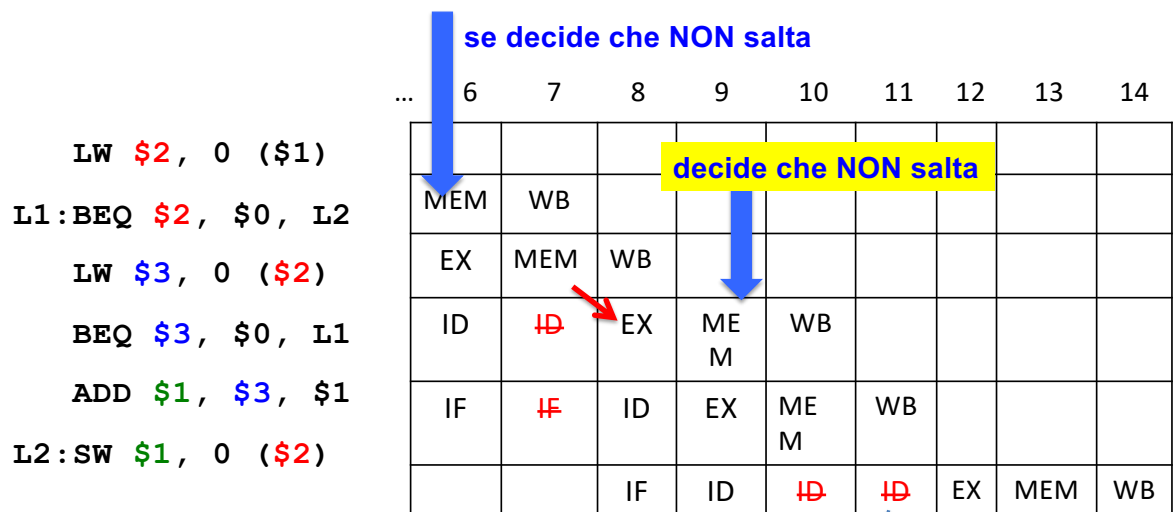 se decide che NON salta
… 6 7 8 9 10 11 12 13 14
LW $2, 0 ($1)
decide che NON salta
L1:BEQ $2, $0, L2 MEM WB
LW $3, 0 ($2) EX MEM WB
BEQ $3, $0, L1 ID ID EX ME
M WB
ADD $1, $3, $1 IF IF ID EX ME
M WB
L2:SW $1, 0 ($2) IF ID ID ID EX MEM WB